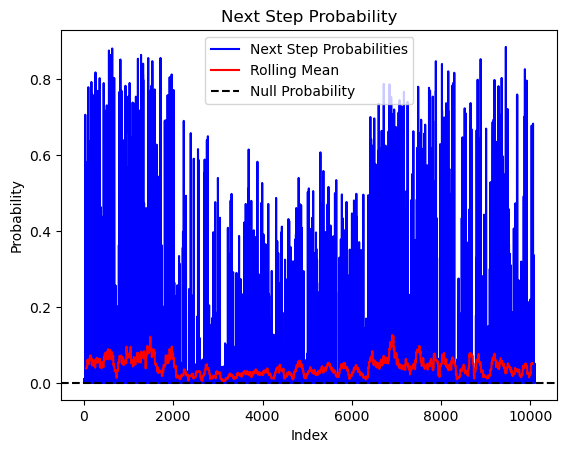 Next Step Probability
Next Step Probabilities
Rolling Mean
Null Probability
Probability
0.8
0.6
0.4
0.2
0.0
0
2000
4000
6000
8000
10000
Index